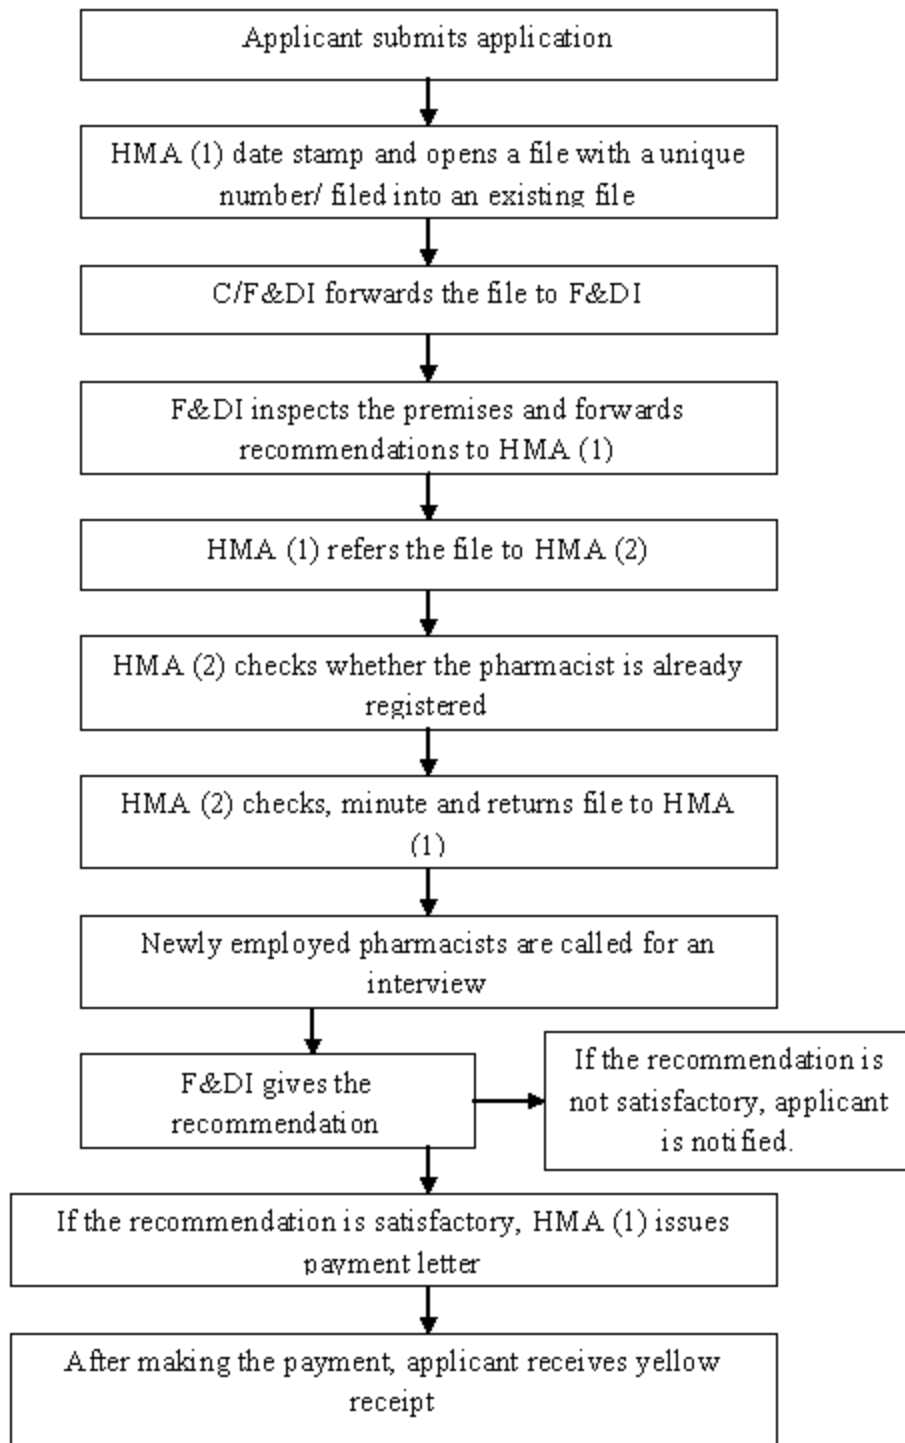 Applicant submits application
HMA (1) date stamp and opens a file with a unique
number/ filed into an existing file
C/F&DI forwards the file to F&DI
F&DI inspects the premises and forwards
recommendations to HMA (1)
HMA (1) refers the file to HMA (2)
HMA (2) checks whether the pharmacist is already
registered
HMA (2) checks, minute and returns file to HMA
(1)
Newly employed pharmacists are called for an
interview
F&DI gives the
recommendation
If the recommendation is
not satisfactory, applicant
is notified.
If the recommendation is satisfactory, HMA (1) issues
payment letter
After making the payment, applicant receives yellow
receipt